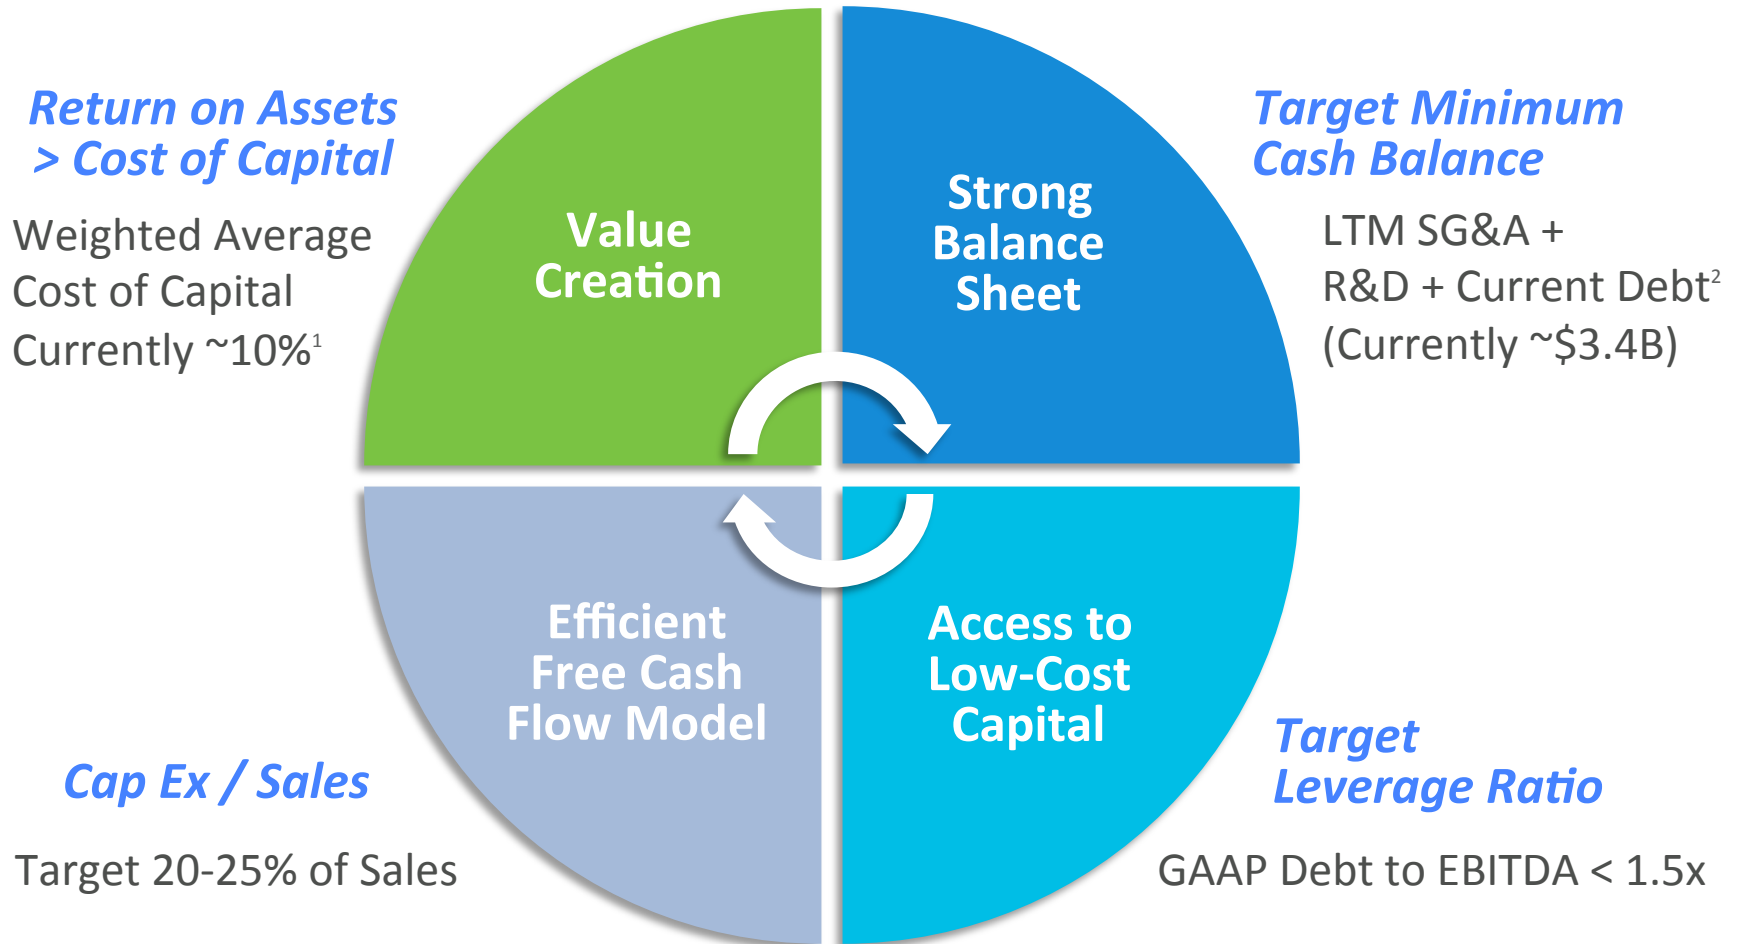 Return on Assets
> Cost of Capital
Weighted Average
Cost of Capital
Currently ~10%¹
Value
Creation
Strong
Balance
Sheet
Target Minimum
Cash Balance
LTM SG&A +
R&D + Current Debt²
(Currently ~$3.4B)
Efficient
Free Cash
Flow Model
Cap Ex / Sales
Target 20-25% of Sales
Access to
Low-Cost
Capital
Target
Leverage Ratio
GAAP Debt to EBITDA < 1.5x